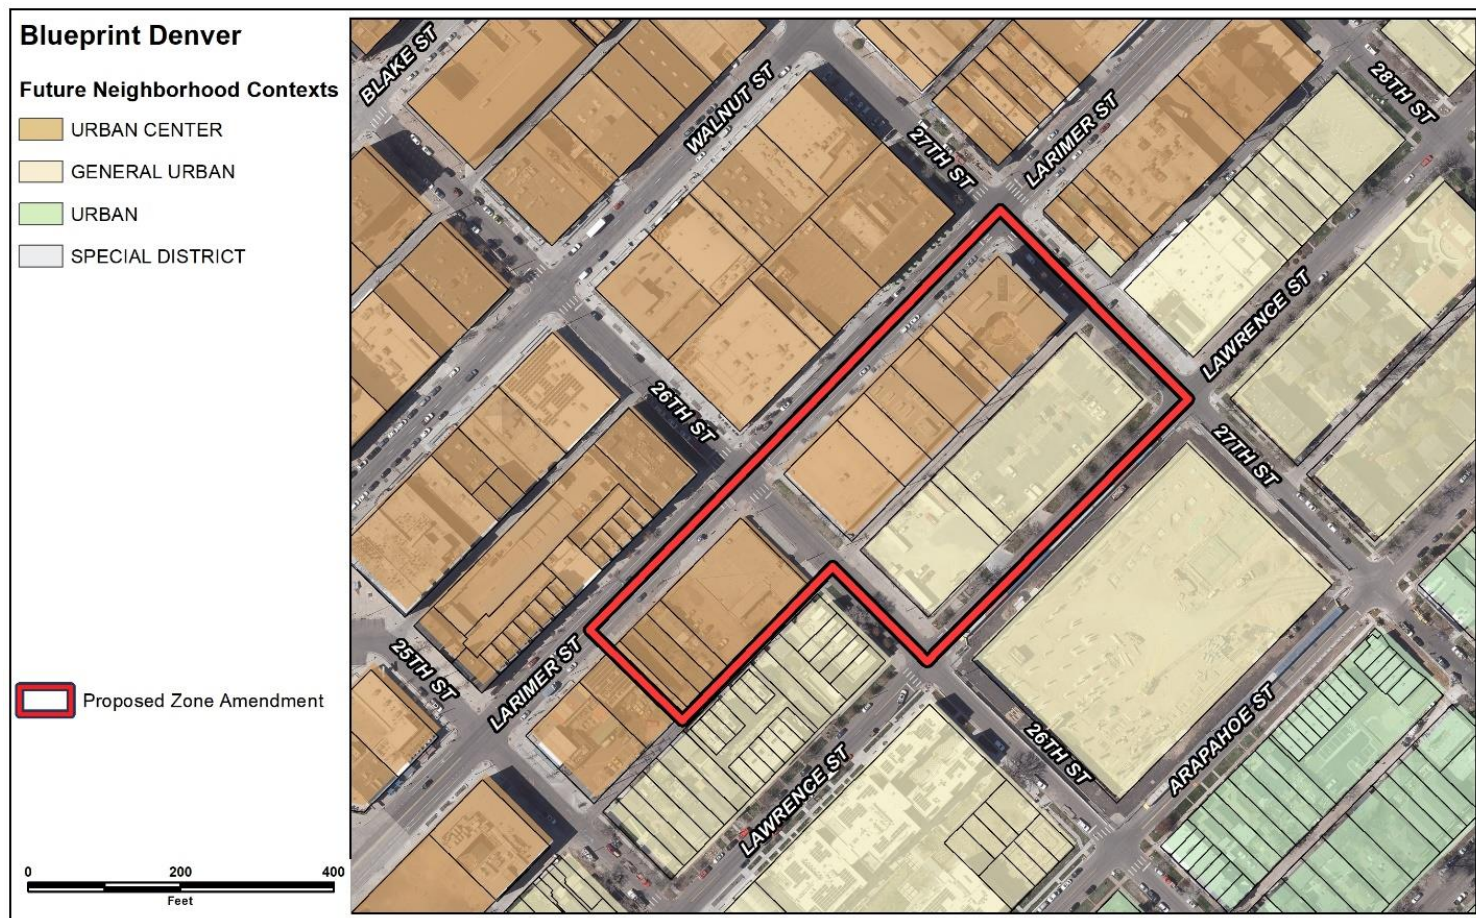 Blueprint Denver
Future Neighborhood Contexts
URBAN CENTER
GENERAL URBAN
URBAN
SPECIAL DISTRICT
Proposed Zone Amendment
0 200 400
Feet
BLAKE ST
WALNUT ST
27TH ST
LARIMER ST
28TH ST
LAWRENCE ST
26TH ST
27TH ST
25TH ST
LARIMER ST
LAWRENCE ST
26TH ST
ARAPAHOE ST